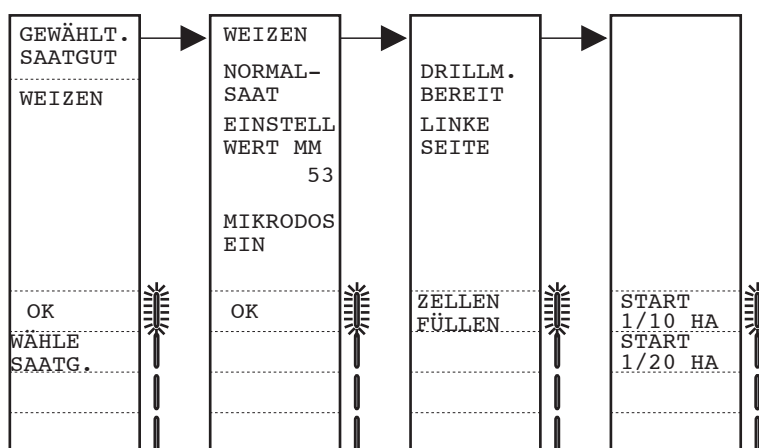 GEWÄHLT.
SAATGUT
WEIZEN
OK
WÄHLE
SAATG.
WEIZEN
NORMAL-
SAAT
EINSTELL
WERT MM
53
MIKRODOS
EIN
OK
DRILLM.
BEREIT
LINKE
SEITE
ZELLEN
FÜLLEN
START
1/10 HA
START
1/20 HA